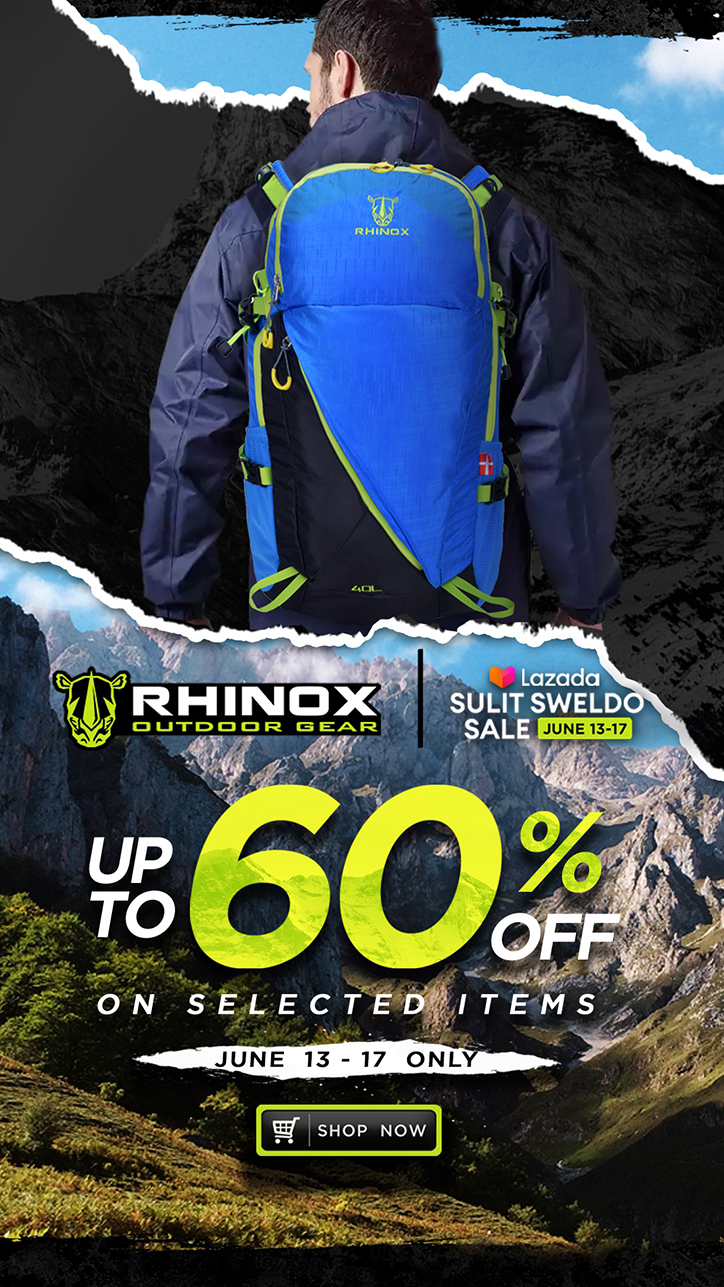 RHINOX
40L
RHINOX
OUTDOOR GEAR
Lazada
SULIT SWELDO
SALE JUNE 13-17
UP TO 60% OFF
ON SELECTED ITEMS
JUNE 13 - 17 ONLY
SHOP NOW